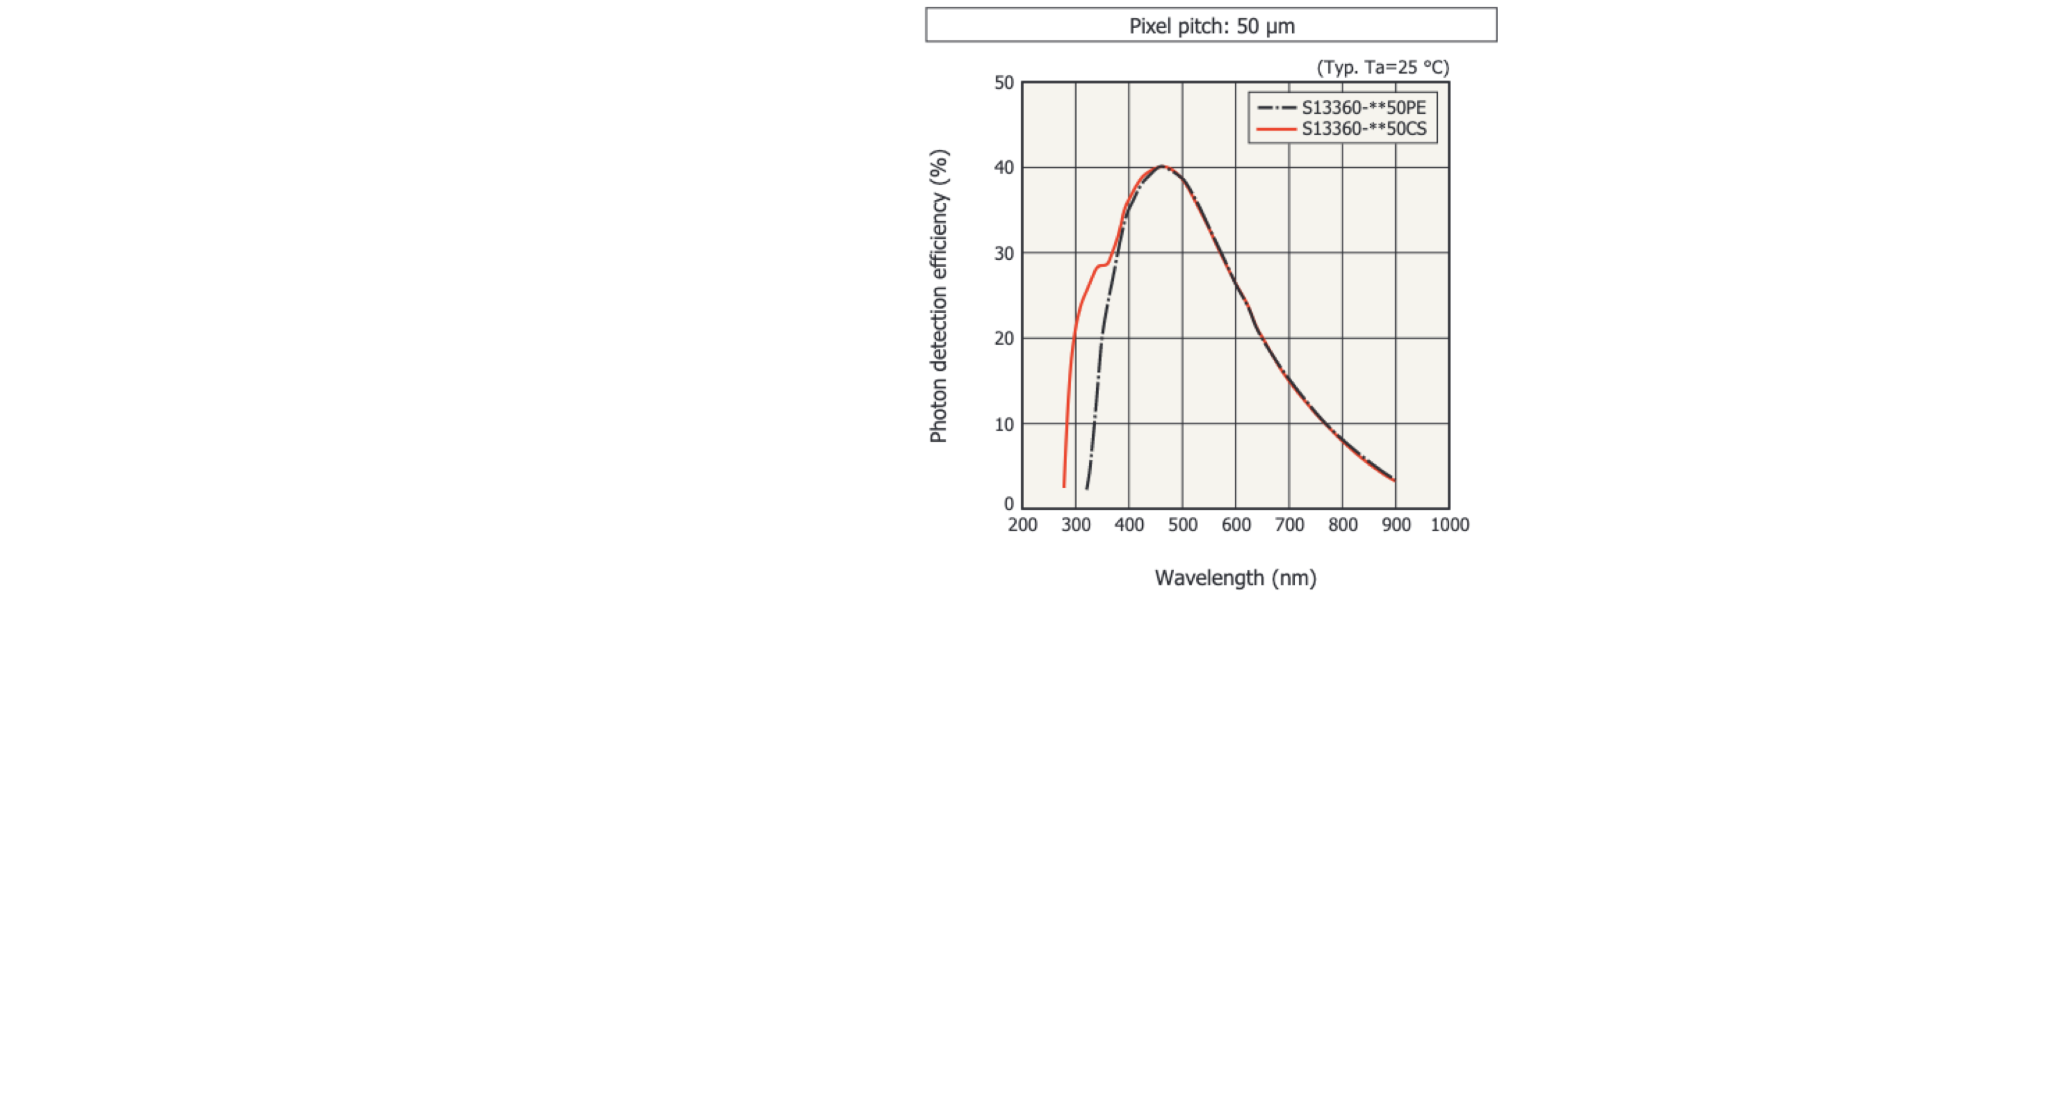 Pixel pitch: 50 μm
(Typ. Ta=25 °C)
50
S13360-**50PE
S13360-**50CS
40
30
20
10
0
Photon detection efficiency (%)
200 300 400 500 600 700 800 900 1000
Wavelength (nm)